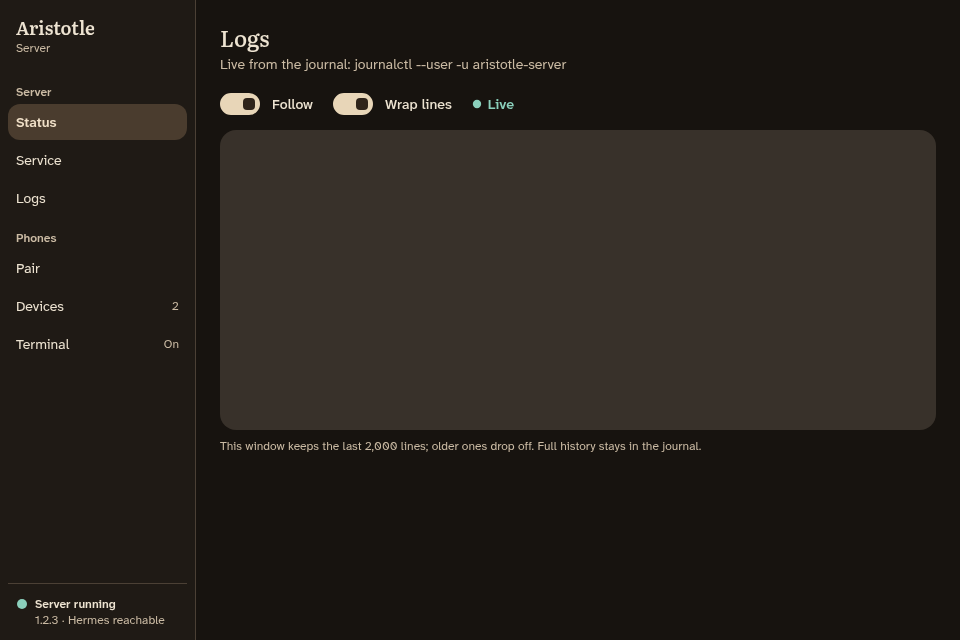 Aristotle
Server
Server
Status
Service
Logs
Phones
Pair
Devices 2
Terminal On
Server running
1.2.3 · Hermes reachable
Logs
Live from the journal: journalctl --user -u aristotle-server
Follow Wrap lines Live
This window keeps the last 2,000 lines; older ones drop off. Full history stays in the journal.